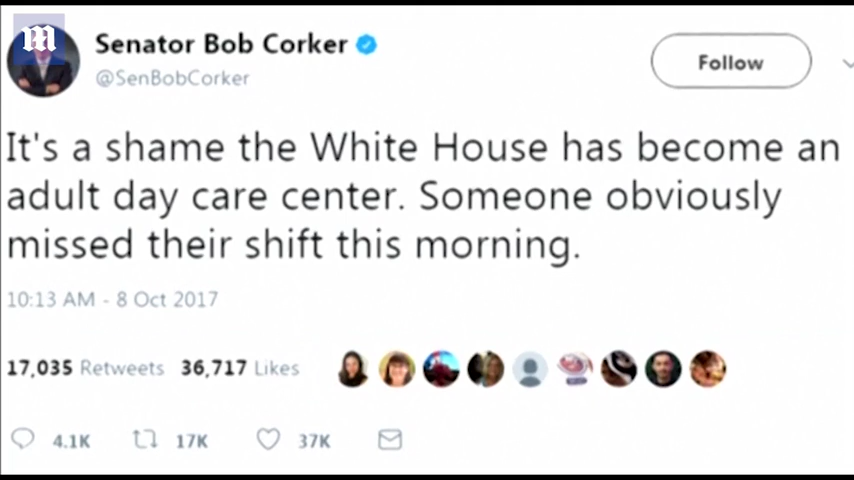 m
Senator Bob Corker
@SenBobCorker
Follow
It's a shame the White House has become an
adult day care center. Someone obviously
missed their shift this morning.
10:13 AM - 8 Oct 2017
17,035 Retweets 36,717 Likes
4.1K 17K 37K